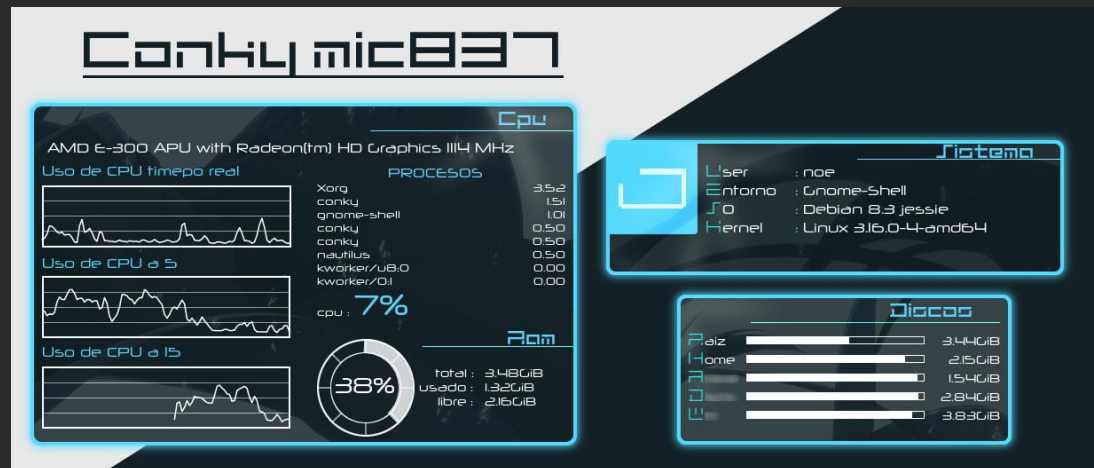 Conky mic837
Cpu
AMD E-300 APU with Radeon(tm) HD Graphics 1114 MHz
Uso de CPU timepo real
PROCESOS
Xorg 3.52
conky 1.51
gnome-shell 1.01
conky 0.50
conky 0.50
nautilus 0.50
kworker/u8:0 0.00
kworker/0:1 0.00
cpu : 7%
Uso de CPU a 5
Uso de CPU a 15
Ram
38%
total : 3.48GiB
usado : 1.32GiB
libre : 2.16GiB
Sistema
User : noe
Entorno : Gnome-Shell
SO : Debian 8.3 jessie
Kernel : Linux 3.16.0-4-amd64
Discos
Raiz 3.44GiB
Home 2.15GiB
1.54GiB
2.84GiB
3.83GiB